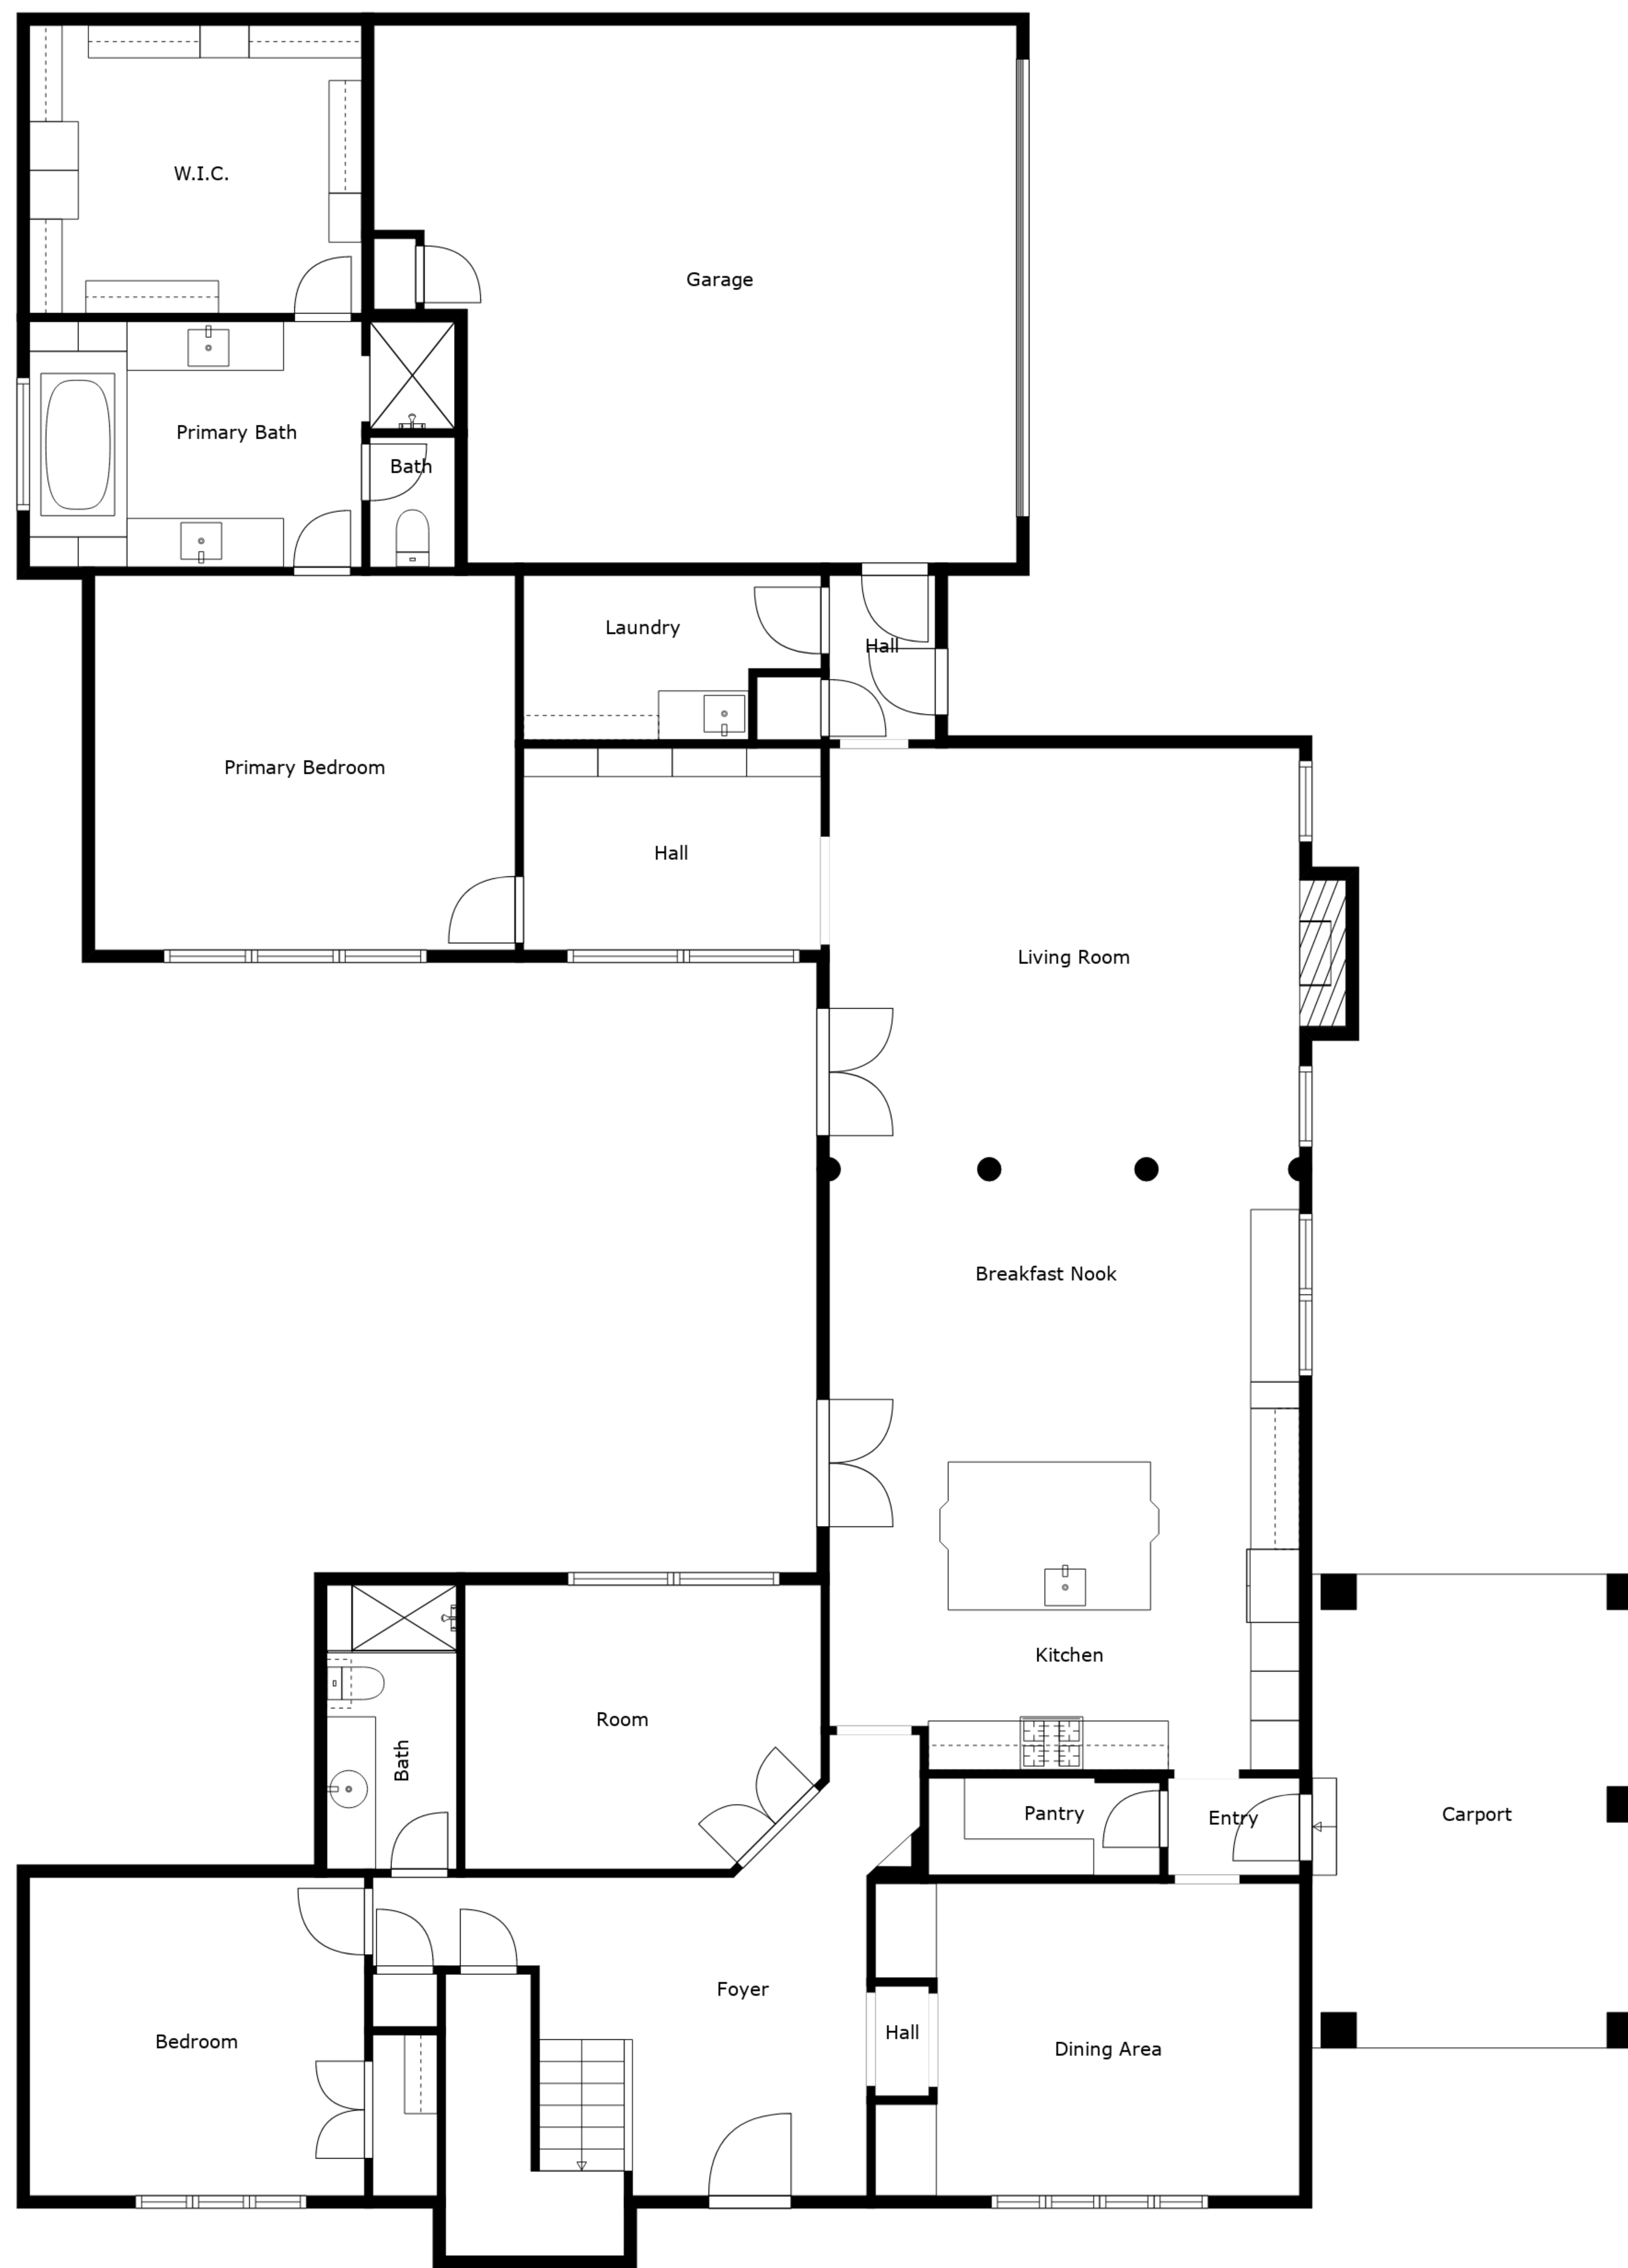 W.I.C.
Garage
Primary Bath
Bath
Laundry
Hall
Primary Bedroom
Hall
Living Room
Breakfast Nook
Kitchen
Room
Bath
Pantry
Entry
Carport
Foyer
Hall
Bedroom
Dining Area